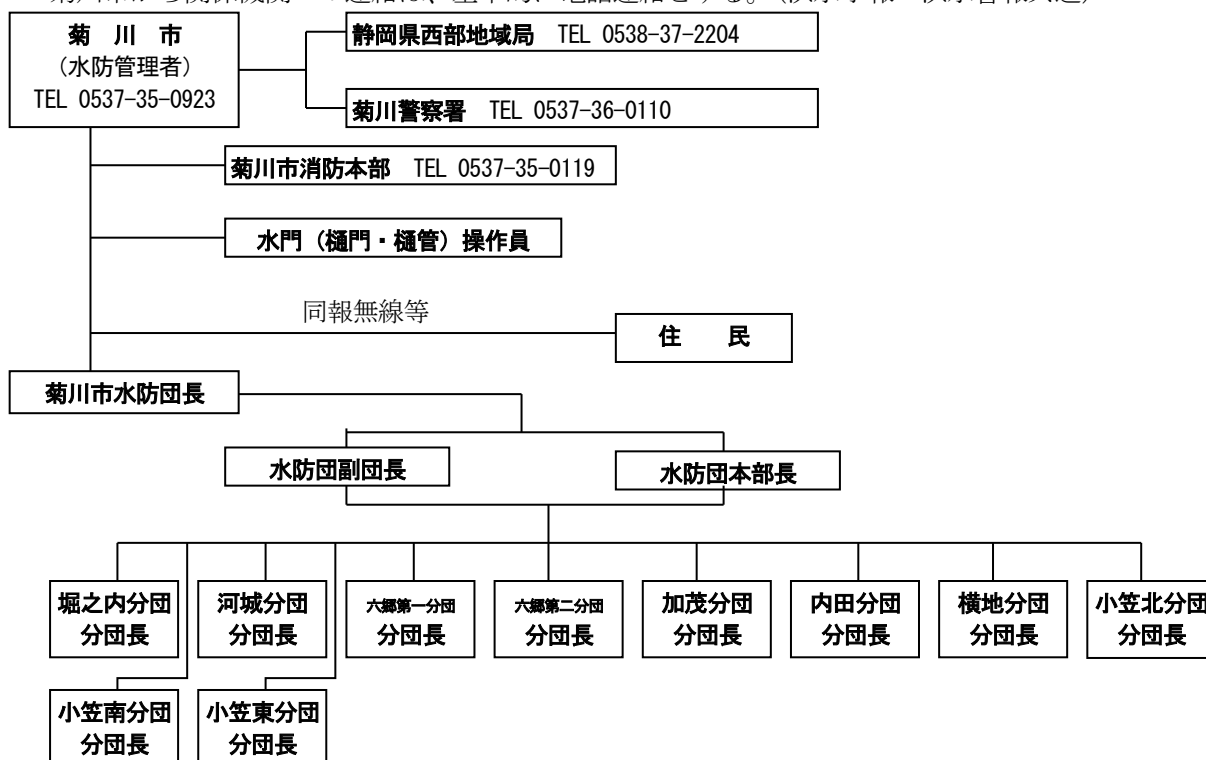 菊 川 市
(水防管理者)
TEL 0537-35-0923
静岡県西部地域局 TEL 0538-37-2204
菊川警察署 TEL 0537-36-0110
菊川市消防本部 TEL 0537-35-0119
水門（樋門・樋管）操作員
同報無線等
住 民
菊川市水防団長
水防団副団長
水防団本部長
堀之内分団
分団長
河城分団
分団長
六郷第一分団
分団長
六郷第二分団
分団長
加茂分団
分団長
内田分団
分団長
横地分団
分団長
小笠北分団
分団長
小笠南分団
分団長
小笠東分団
分団長